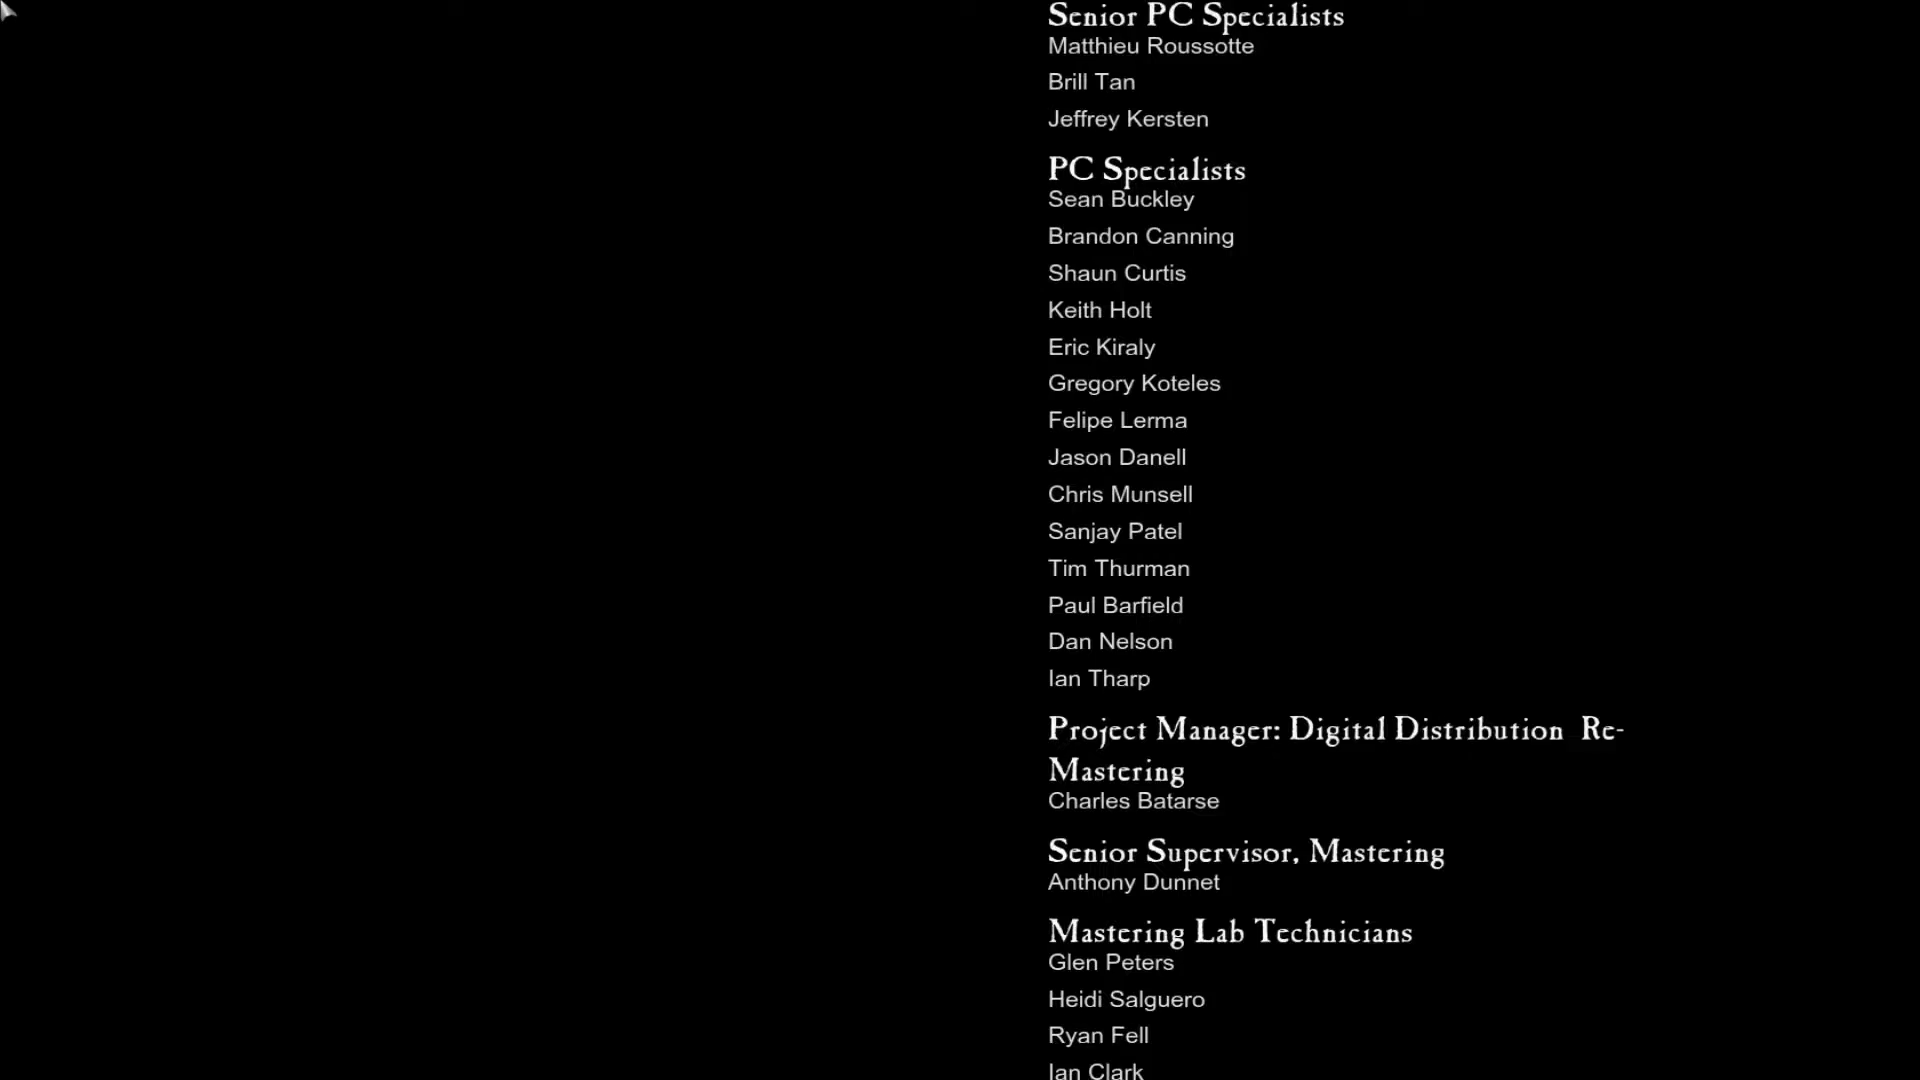 Senior PC Specialists
Matthieu Roussotte
Brill Tan
Jeffrey Kersten
PC Specialists
Sean Buckley
Brandon Canning
Shaun Curtis
Keith Holt
Eric Kiraly
Gregory Koteles
Felipe Lerma
Jason Danell
Chris Munsell
Sanjay Patel
Tim Thurman
Paul Barfield
Dan Nelson
Ian Tharp
Project Manager: Digital Distribution  Re-
Mastering
Charles Batarse
Senior Supervisor, Mastering
Anthony Dunnet
Mastering Lab Technicians
Glen Peters
Heidi Salguero
Ryan Fell
Ian Clark